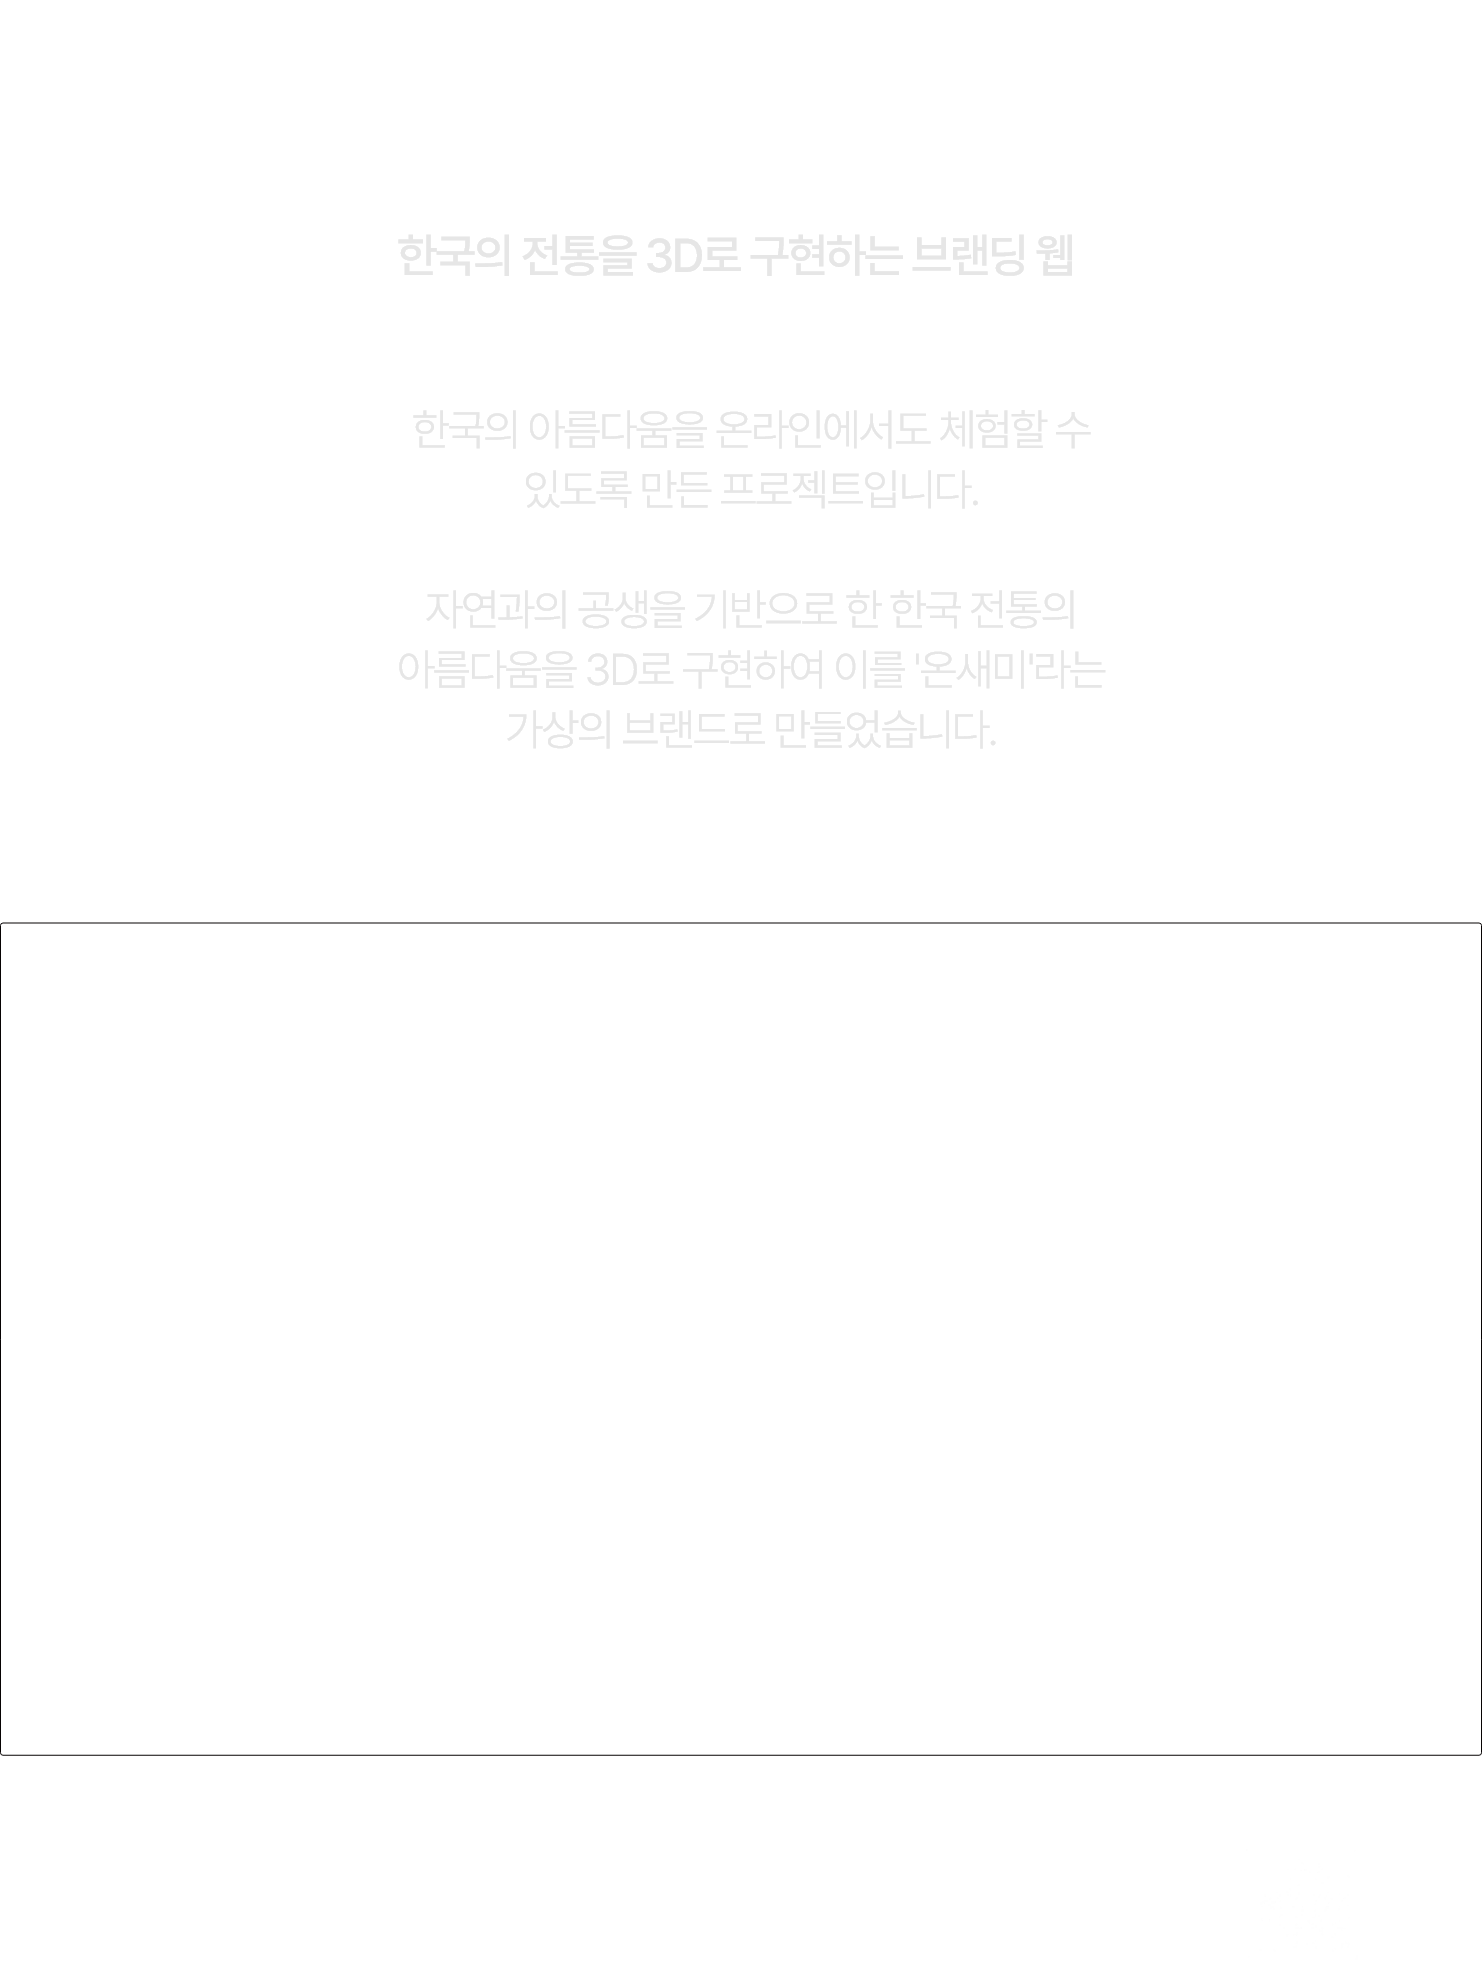 한국의 전통을 3D로 구현하는 브랜딩 웹
한국의 아름다움을 온라인에서도 체험할 수
있도록 만든 프로젝트입니다.
자연과의 공생을 기반으로 한 한국 전통의
아름다움을 3D로 구현하여 이를 '온새미'라는
가상의 브랜드로 만들었습니다.